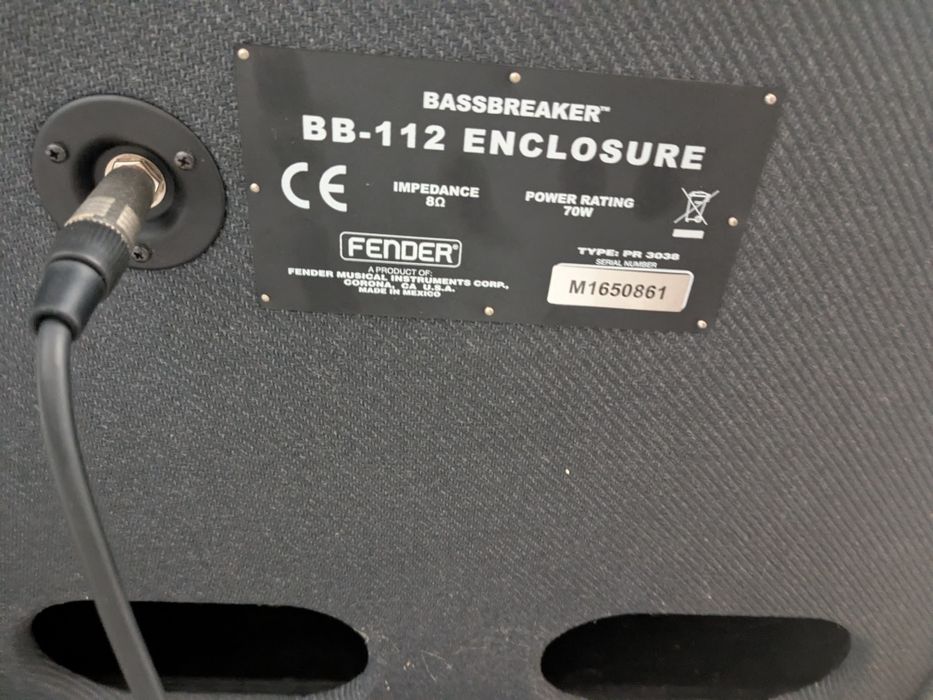 BASSBREAKER™
BB-112 ENCLOSURE
CE
IMPEDANCE
8Ω
POWER RATING
70W
FENDER®
A PRODUCT OF:
FENDER MUSICAL INSTRUMENTS CORP.,
CORONA, CA U.S.A.
MADE IN MEXICO
TYPE: PR 3038
SERIAL NUMBER
M1650861